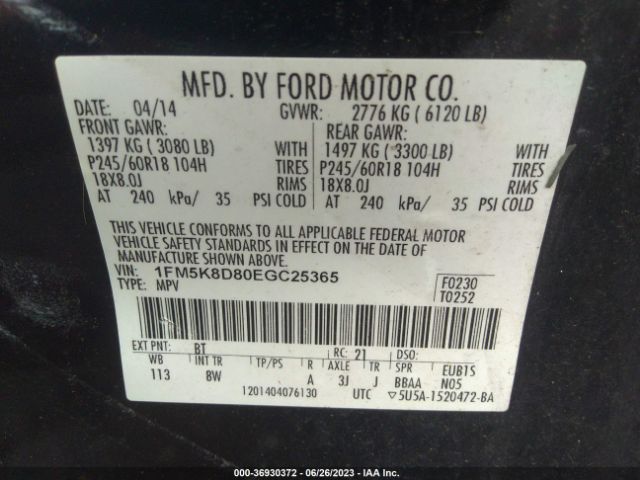 MFD. BY FORD MOTOR CO.
DATE: 04/14 GVWR: 2776 KG ( 6120 LB)
FRONT GAWR: REAR GAWR:
1397 KG ( 3080 LB) WITH 1497 KG ( 3300 LB) WITH
P245/60R18 104H TIRES P245/60R18 104H TIRES
18X8.0J RIMS 18X8.0J RIMS
AT 240 kPa/ 35 PSI COLD AT 240 kPa/ 35 PSI COLD
THIS VEHICLE CONFORMS TO ALL APPLICABLE FEDERAL MOTOR
VEHICLE SAFETY STANDARDS IN EFFECT ON THE DATE OF
MANUFACTURE SHOWN ABOVE.
VIN: 1FM5K8D80EGC25365 F0230
TYPE: MPV T0252
EXT PNT: BT RC: 21 DSO:
WB INT TR TP/PS R AXLE TR SPR EUB1S
113 8W A 3J J BBAA N05
1201404076130 UTC ▽5U5A-1520472-BA
000-36930372 - 06/26/2023 - IAA Inc.